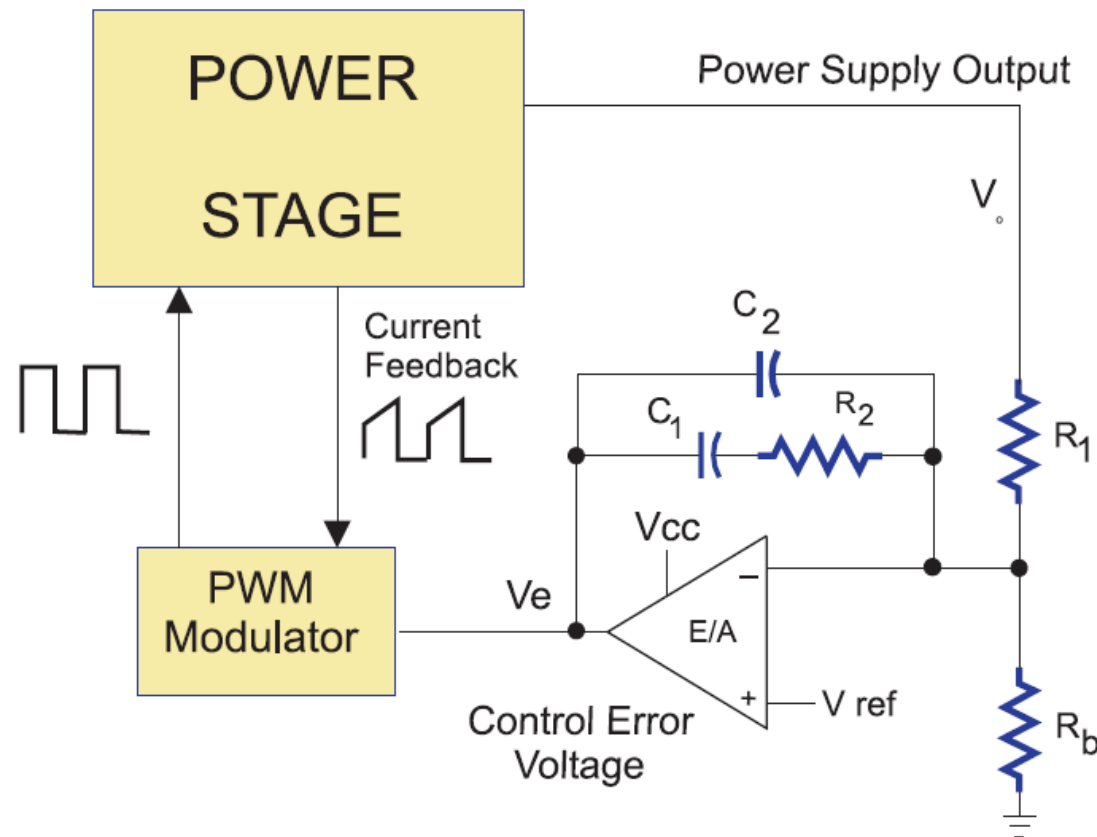 POWER
STAGE
Power Supply Output
V°
Current
Feedback
C2
C1
R2
R1
Vcc
PWM
Modulator
Ve
−
E/A
+
V ref
Control Error
Voltage
Rb